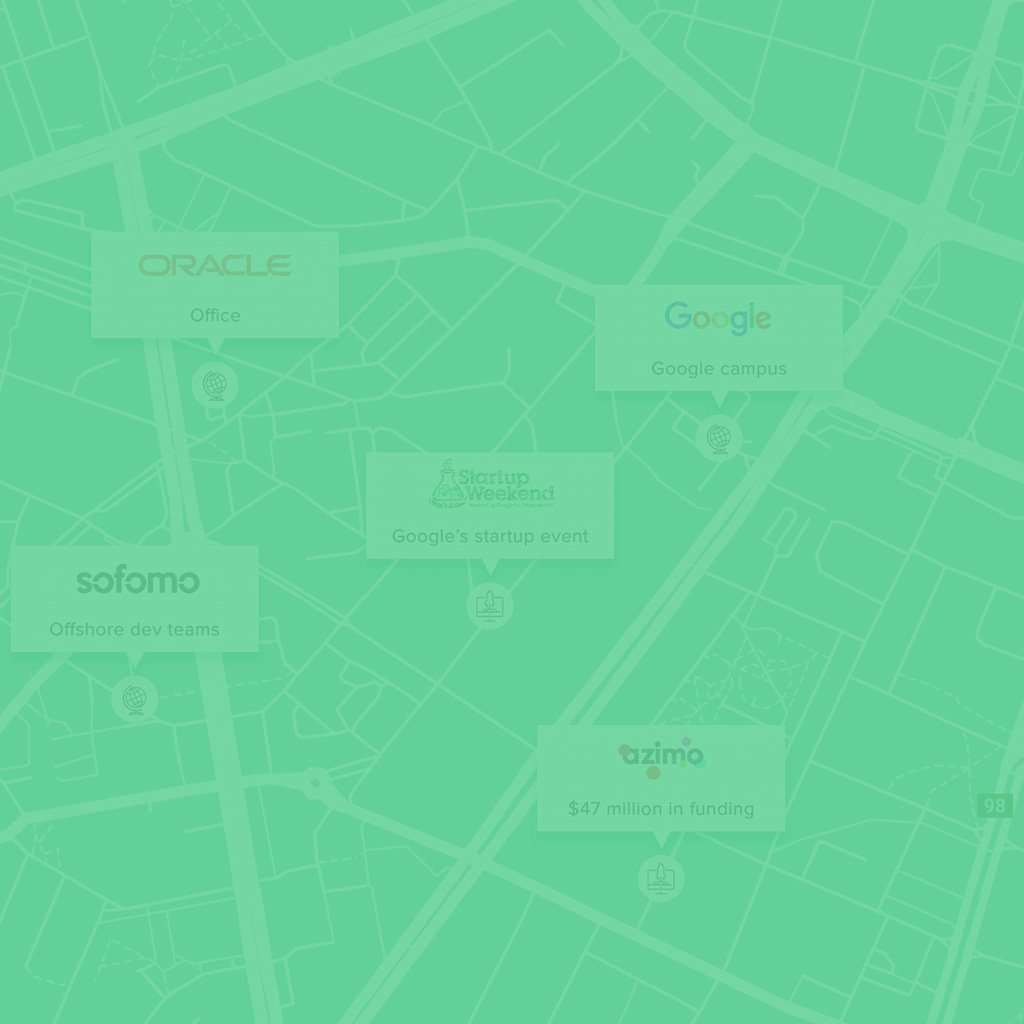 ORACLE
Office
Google
Google campus
Startup
Weekend
Google's startup event
sofomo
Offshore dev teams
azimo
$47 million in funding
98